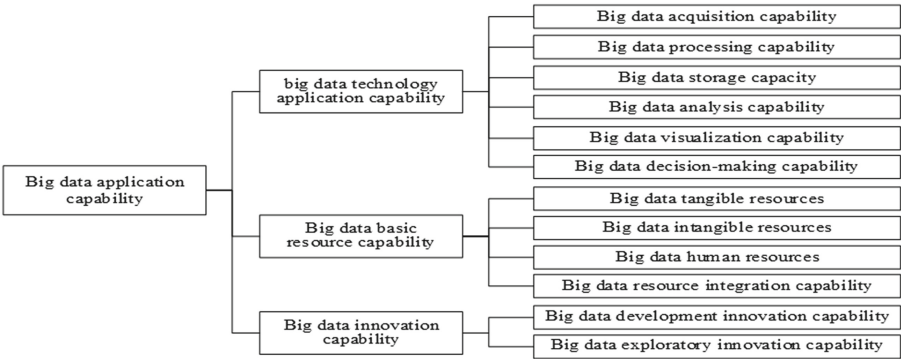 Big data application
capability
big data technology
application capability
Big data basic
resource capability
Big data innovation
capability
Big data acquisition capability
Big data processing capability
Big data storage capacity
Big data analysis capability
Big data visualization capability
Big data decision-making capability
Big data tangible resources
Big data intangible resources
Big data human resources
Big data resource integration capability
Big data development innovation capability
Big data exploratory innovation capability